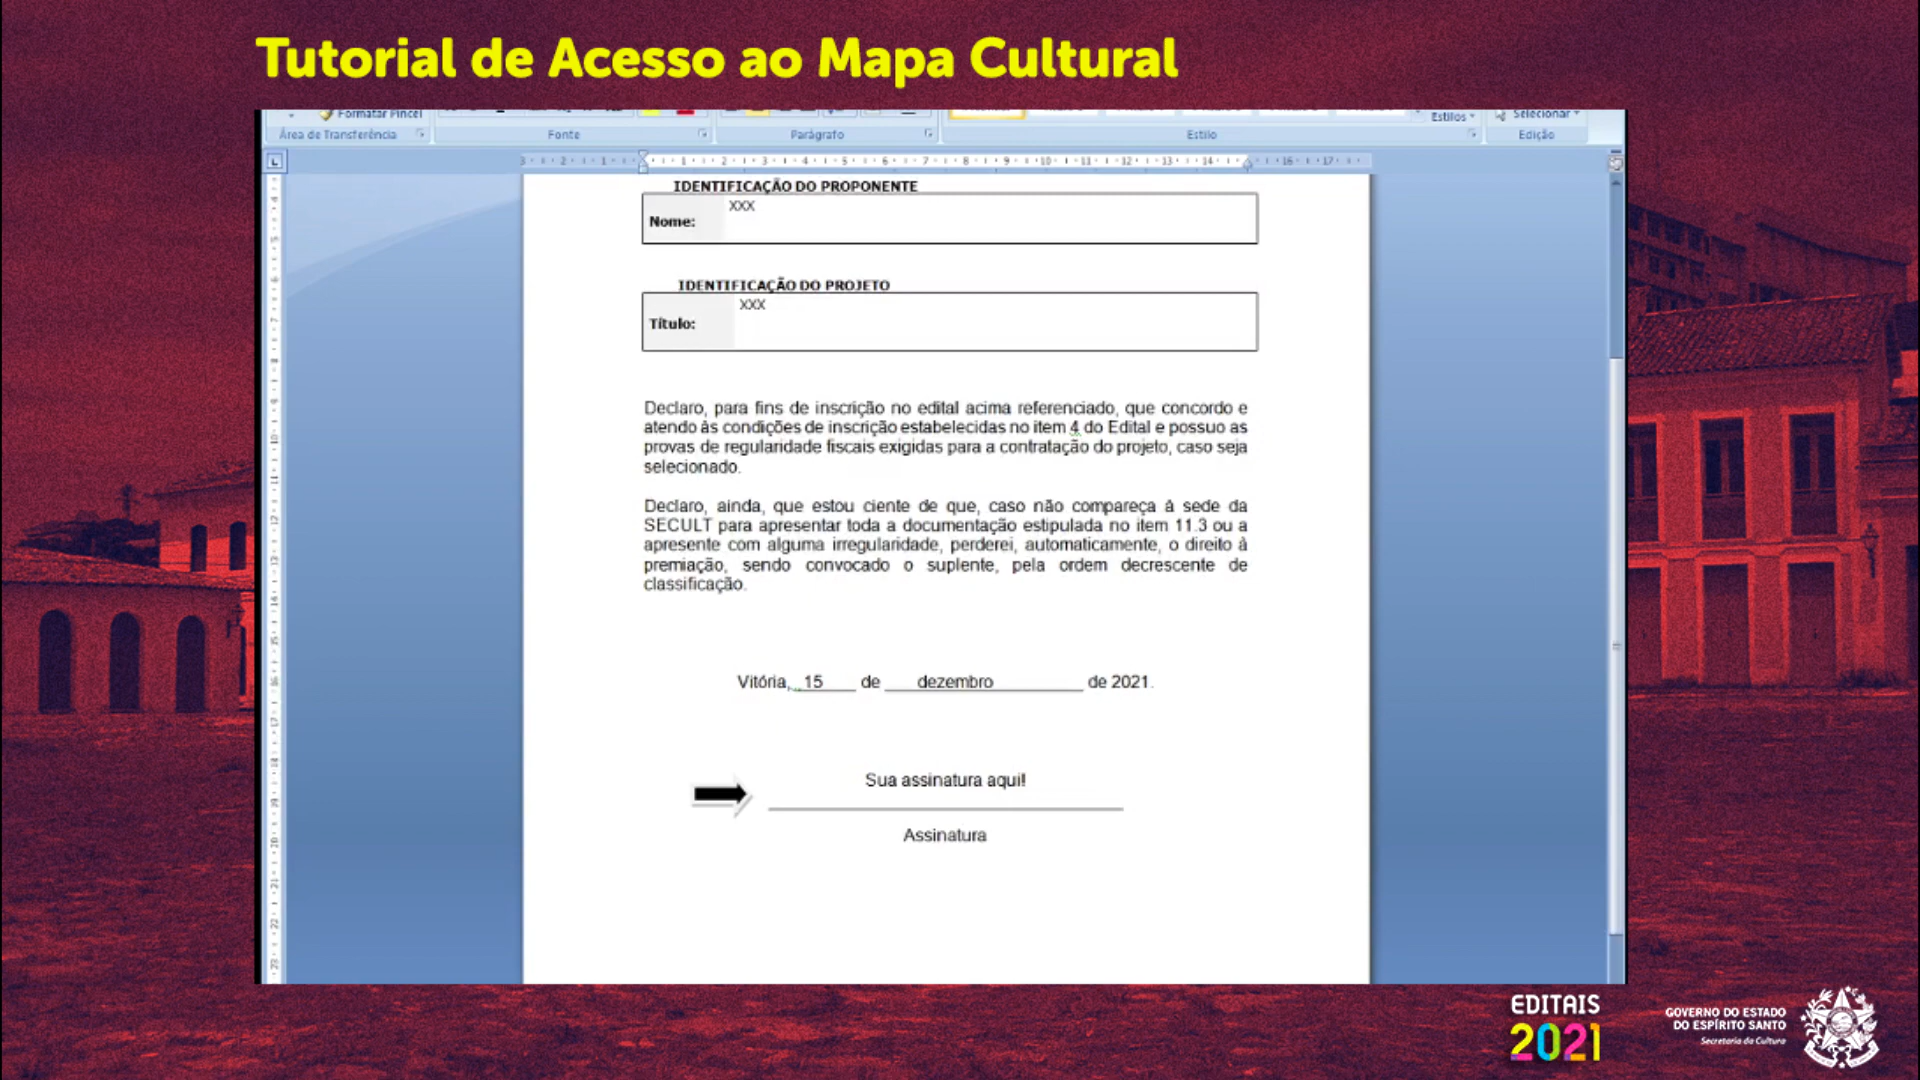 Tutorial de Acesso ao Mapa Cultural
Formatar Pincel
Estilos
Selecionar
Área de Transferência
Fonte
Parágrafo
Estilo
Edição
IDENTIFICAÇÃO DO PROPONENTE
XXX
Nome:
IDENTIFICAÇÃO DO PROJETO
XXX
Título:
Declaro, para fins de inscrição no edital acima referenciado, que concordo e
atendo às condições de inscrição estabelecidas no item 4 do Edital e possuo as
provas de regularidade fiscais exigidas para a contratação do projeto, caso seja
selecionado.
Declaro, ainda, que estou ciente de que, caso não compareça à sede da
SECULT para apresentar toda a documentação estipulada no item 11.3 ou a
apresente com alguma irregularidade, perderei, automaticamente, o direito à
premiação, sendo convocado o suplente, pela ordem decrescente de
classificação.
Vitória, 15 de dezembro de 2021.
Sua assinatura aqui!
Assinatura
EDITAIS
2021
GOVERNO DO ESTADO
DO ESPÍRITO SANTO
Secretaria da Cultura